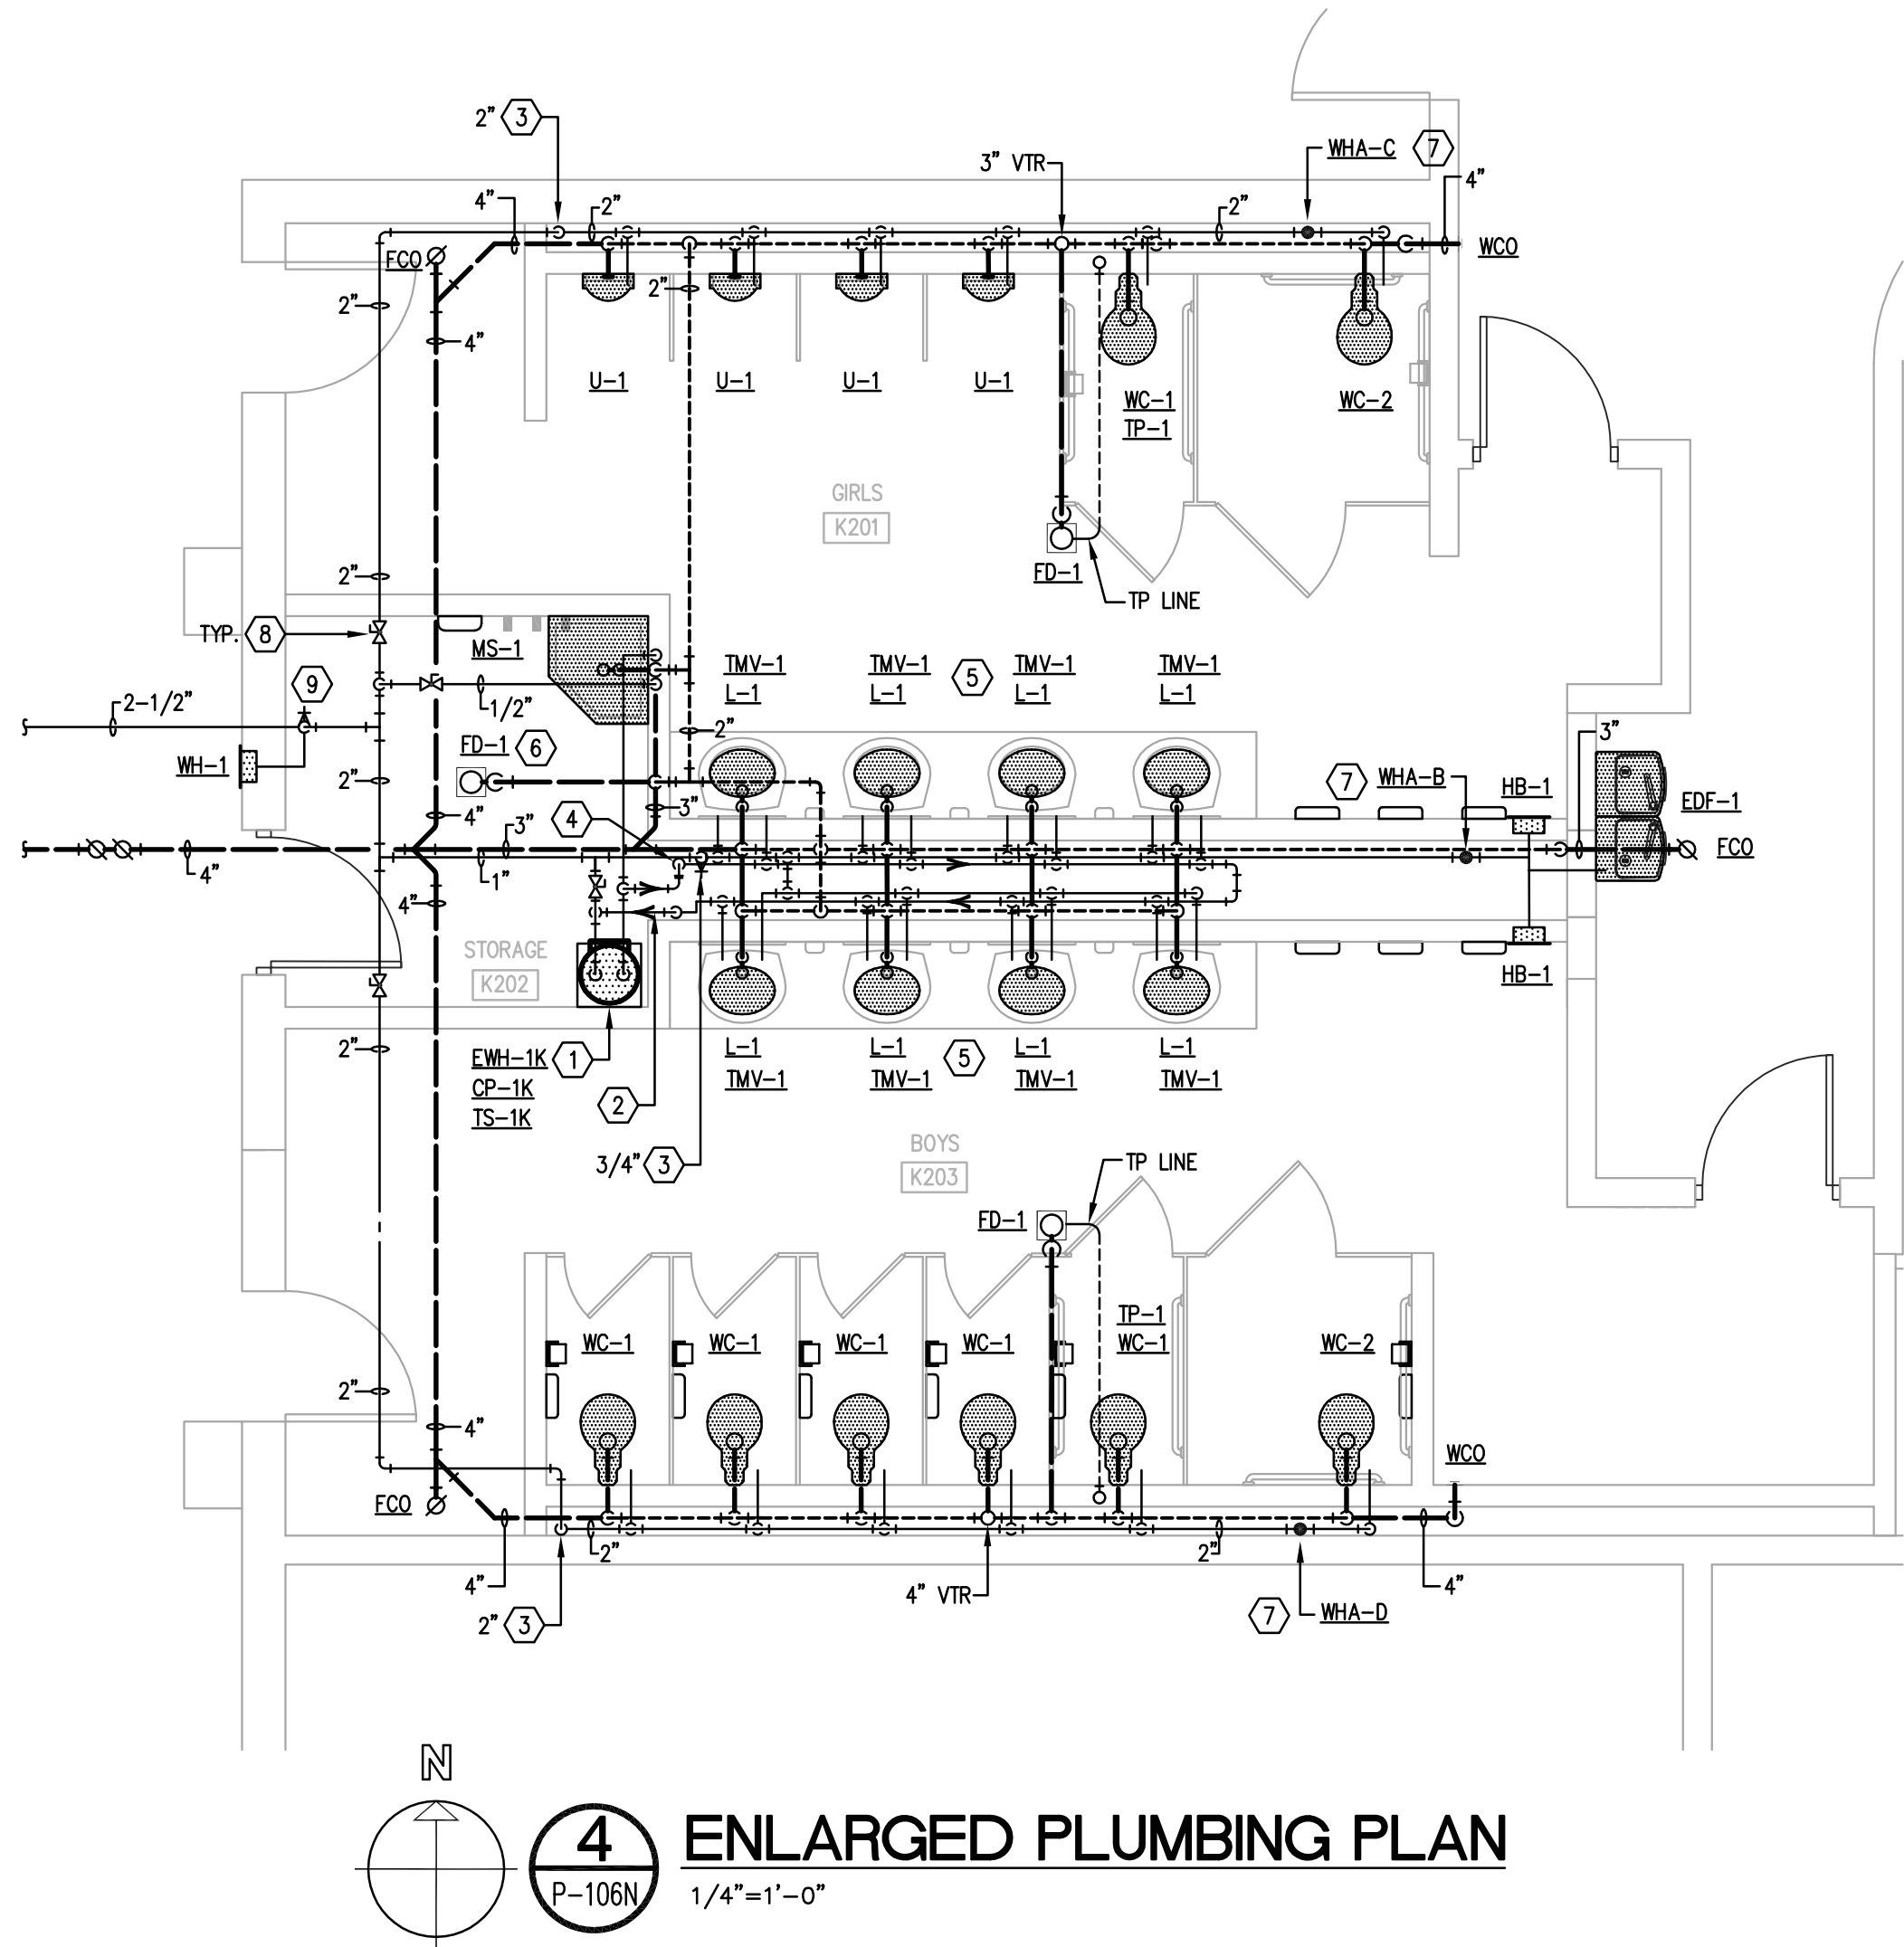 2" 3
3" VTR
WHA-C 7
4"
4"
2"
2"
WCO
FCO
2"
2"
4"
U-1
U-1
U-1
U-1
WC-1
TP-1
WC-2
GIRLS
K201
FD-1
TP LINE
2"
TYP. 8
MS-1
TMV-1
L-1
TMV-1
L-1
5
TMV-1
L-1
TMV-1
L-1
9
2-1/2"
1/2"
2"
3"
FD-1 6
WH-1
2"
7 WHA-B
HB-1
EDF-1
4"
3"
4
3"
FCO
4"
1"
4"
STORAGE
K202
HB-1
2"
EWH-1K 1
CP-1K
TS-1K
2
L-1
TMV-1
L-1
TMV-1
5
L-1
TMV-1
L-1
TMV-1
3/4" 3
BOYS
K203
TP LINE
FD-1
WC-1
WC-1
WC-1
WC-1
TP-1
WC-1
WC-2
2"
4"
WCO
FCO
2"
2"
4"
4" VTR
4"
2" 3
7 WHA-D
N
4
P-106N
ENLARGED PLUMBING PLAN
1/4"=1'-0"